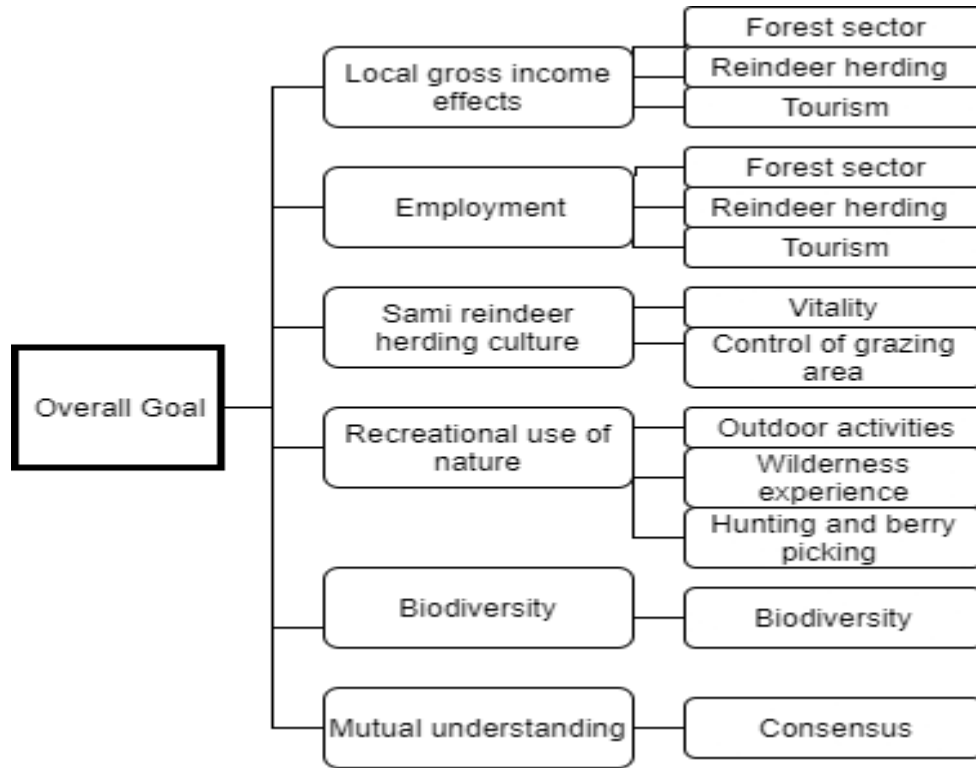 Overall Goal
Local gross income
effects
Forest sector
Reindeer herding
Tourism
Employment
Forest sector
Reindeer herding
Tourism
Sami reindeer
herding culture
Vitality
Control of grazing
area
Recreational use of
nature
Outdoor activities
Wilderness
experience
Hunting and berry
picking
Biodiversity
Biodiversity
Mutual understanding
Consensus